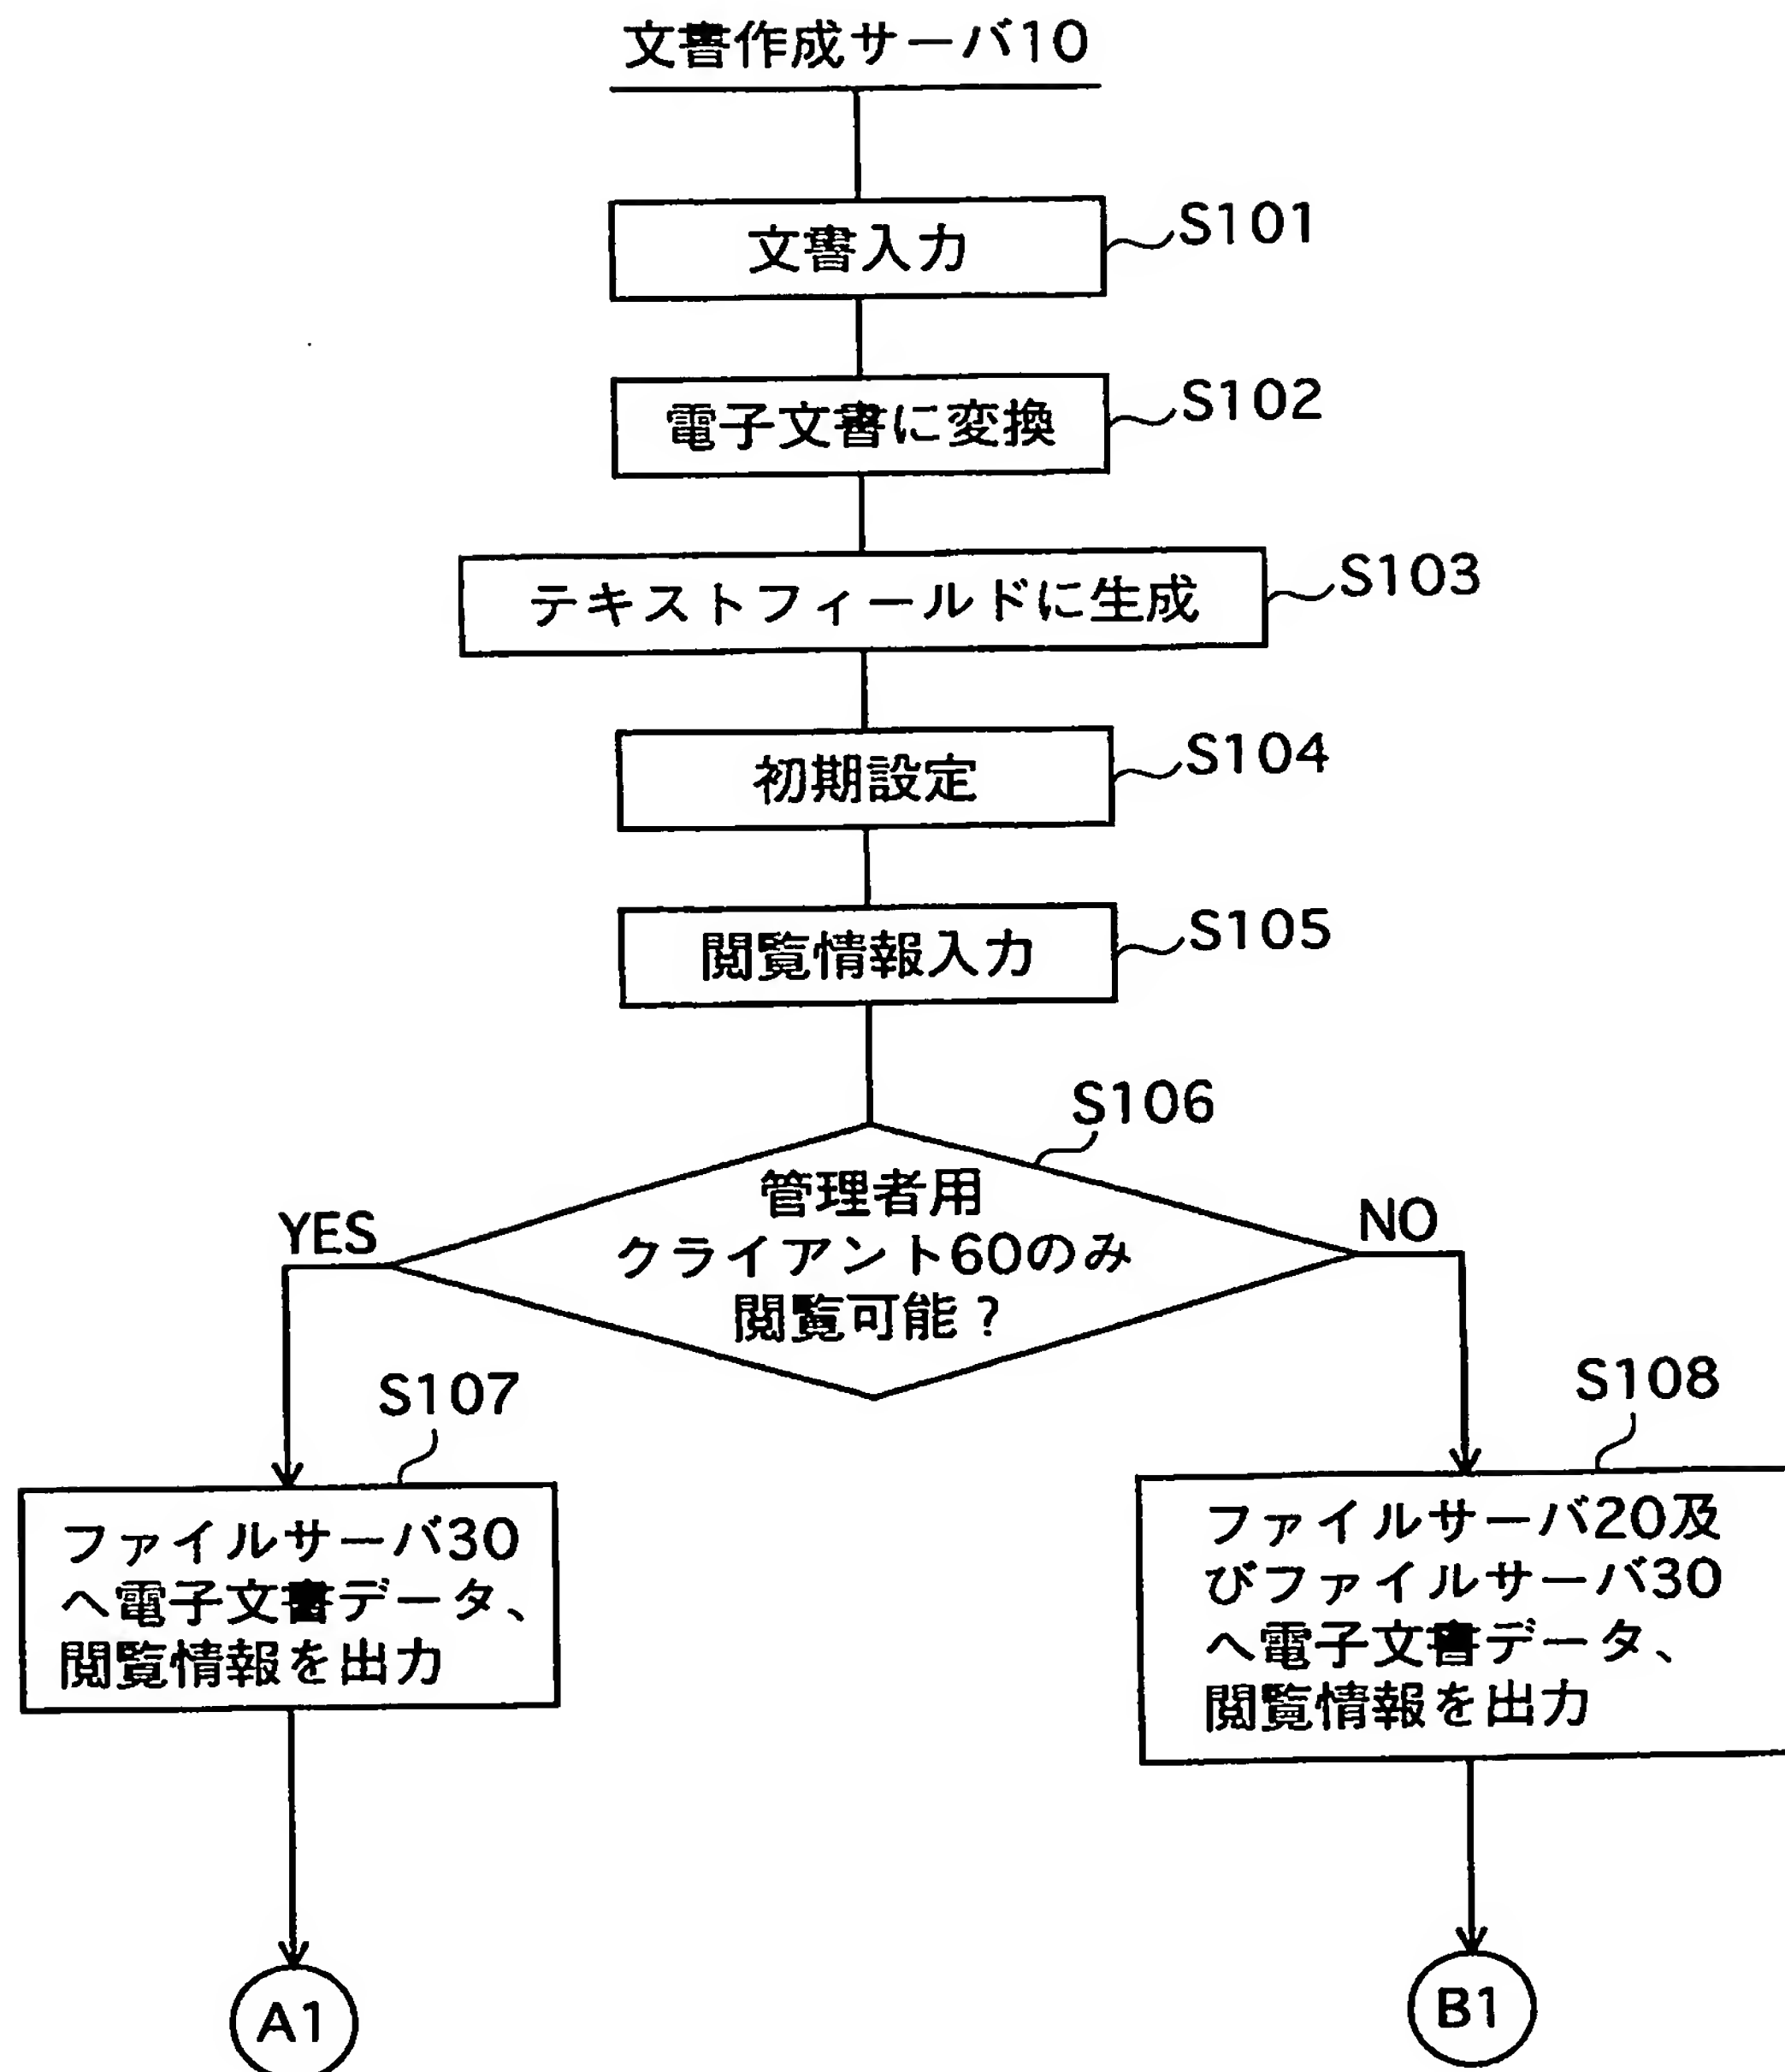 文書作成サーバ10
文書入力
S101
電子文書に変換
S102
テキストフィールドに生成
S103
初期設定
S104
閲覧情報入力
S105
S106
管理者用
クライアント60のみ
閲覧可能？
YES
NO
S107
ファイルサーバ30
へ電子文書データ、
閲覧情報を出力
S108
ファイルサーバ20及
びファイルサーバ30
へ電子文書データ、
閲覧情報を出力
A1
B1